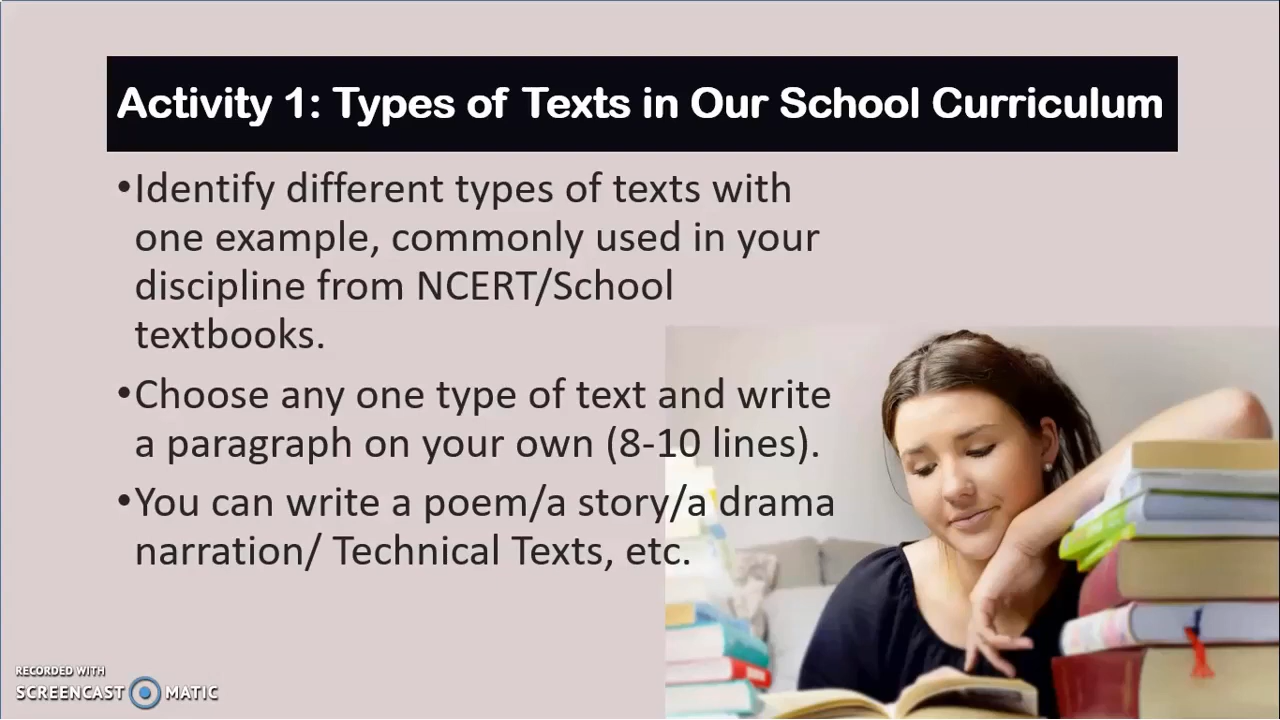 Activity 1: Types of Texts in Our School Curriculum
•Identify different types of texts with
one example, commonly used in your
discipline from NCERT/School
textbooks.
•Choose any one type of text and write
a paragraph on your own (8-10 lines).
•You can write a poem/a story/a drama
narration/ Technical Texts, etc.
RECORDED WITH
SCREENCAST MATIC